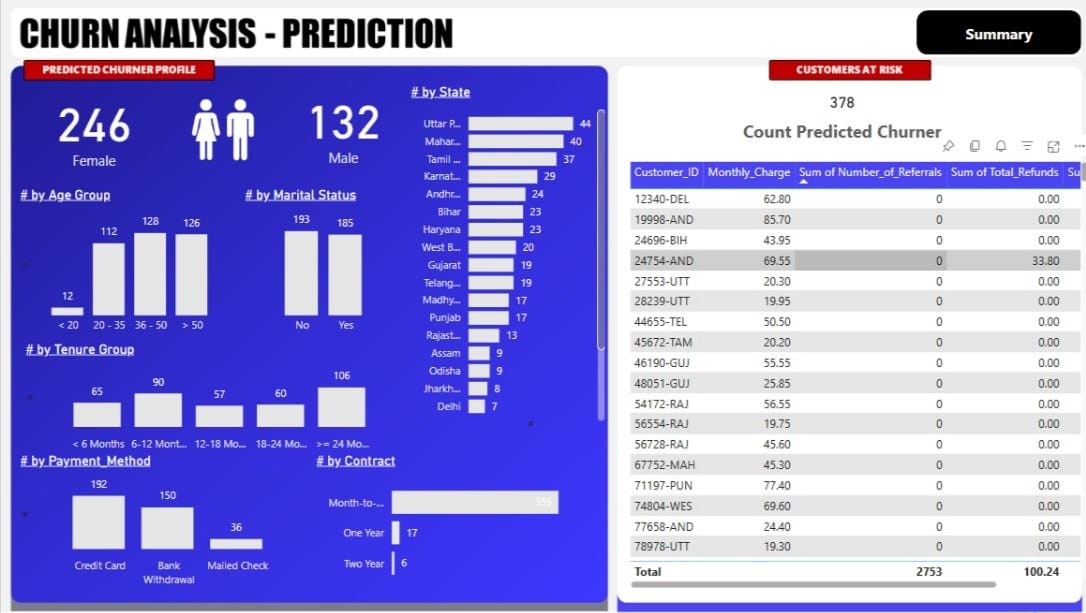 CHURN ANALYSIS - PREDICTION
Summary
PREDICTED CHURNER PROFILE
246
Female
132
Male
# by State
Uttar P... 44
Mahar... 40
Tamil ... 37
Karnat... 29
Andhr... 24
Bihar 23
Haryana 23
West B... 20
Gujarat 19
Telang... 19
Madhy... 17
Punjab 17
Rajast... 13
Assam 9
Odisha 9
Jharkh... 8
Delhi 7
# by Age Group
12 112 128 126
< 20 20 - 35 36 - 50 > 50
# by Marital Status
193 185
No Yes
# by Tenure Group
65 90 57 60 106
< 6 Months 6-12 Mont... 12-18 Mo... 18-24 Mo... >= 24 Mo...
# by Payment_Method
192 150 36
Credit Card Bank Withdrawal Mailed Check
# by Contract
Month-to-... 355
One Year 17
Two Year 6
CUSTOMERS AT RISK
378
Count Predicted Churner
Customer_ID Monthly_Charge Sum of Number_of_Referrals Sum of Total_Refunds Su
12340-DEL 62.80 0 0.00
19998-AND 85.70 0 0.00
24696-BIH 43.95 0 0.00
24754-AND 69.55 0 33.80
27553-UTT 20.30 0 0.00
28239-UTT 19.95 0 0.00
44655-TEL 50.50 0 0.00
45672-TAM 20.20 0 0.00
46190-GUJ 55.55 0 0.00
48051-GUJ 25.85 0 0.00
54172-RAJ 56.55 0 0.00
56554-RAJ 19.75 0 0.00
56728-RAJ 45.60 0 0.00
67752-MAH 45.30 0 0.00
71197-PUN 77.40 0 0.00
74804-WES 69.60 0 0.00
77658-AND 24.40 0 0.00
78978-UTT 19.30 0 0.00
Total 2753 100.24